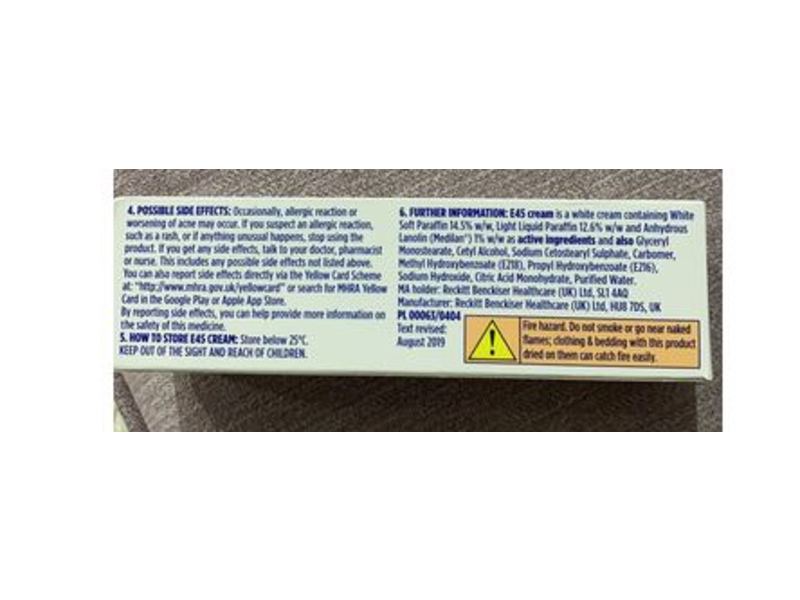 4. POSSIBLE SIDE EFFECTS: Occasionally, allergic reaction or
worsening of acne may occur. If you suspect an allergic reaction,
such as a rash, or if anything unusual happens, stop using the
product. If you get any side effects, talk to your doctor, pharmacist
or nurse. This includes any possible side effects not listed above.
You can also report side effects directly via the Yellow Card Scheme
at: "http://www.mhra.gov.uk/yellowcard" or search for MHRA Yellow
Card in the Google Play or Apple App Store.
By reporting side effects, you can help provide more information on
the safety of this medicine.
5. HOW TO STORE E45 CREAM: Store below 25°C.
KEEP OUT OF THE SIGHT AND REACH OF CHILDREN.
6. FURTHER INFORMATION: E45 cream is a white cream containing White
Soft Paraffin 14.5% w/w, Light Liquid Paraffin 12.6% w/w and Anhydrous
Lanolin (Medilan™) 1% w/w as active ingredients and also Glyceryl
Monostearate, Cetyl Alcohol, Sodium Cetostearyl Sulphate, Carbomer,
Methyl Hydroxybenzoate (E218), Propyl Hydroxybenzoate (E216),
Sodium Hydroxide, Citric Acid Monohydrate, Purified Water.
MA holder: Reckitt Benckiser Healthcare (UK) Ltd, SL1 4AQ
Manufacturer: Reckitt Benckiser Healthcare (UK) Ltd, HU8 7DS, UK
PL 00063/0404
Text revised:
August 2019
Fire hazard. Do not smoke or go near naked
flames; clothing & bedding with this product
dried on them can catch fire easily.